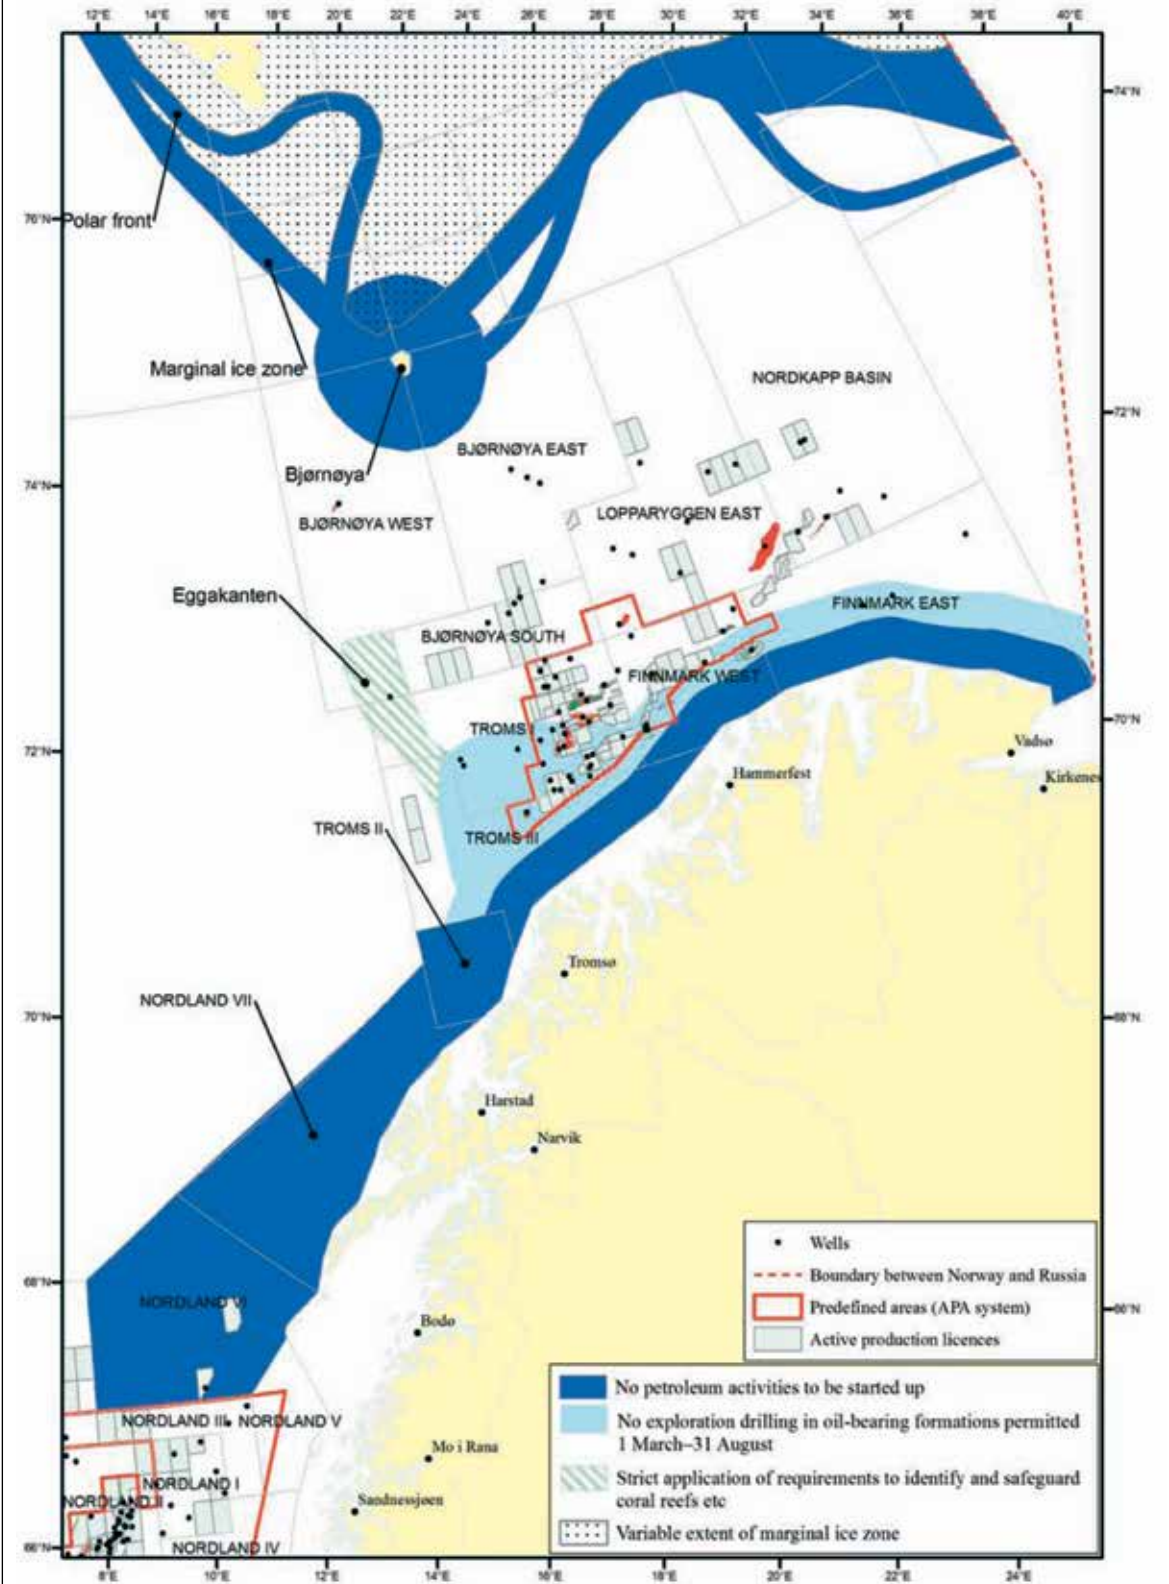 12°E 14°E 16°E 18°E 20°E 22°E 24°E 26°E 28°E 30°E 32°E 34°E 36°E 38°E 40°E
74°N
76°N
Polar front
Marginal ice zone
NORDKAPP BASIN
72°N
BJØRNØYA EAST
Bjørnøya
74°N
BJØRNØYA WEST
LOPPARYGGEN EAST
Eggakanten
FINNMARK EAST
BJØRNØYA SOUTH
FINNMARK WEST
70°N
TROMS I
72°N
Vadsø
Hammerfest
Kirkenes
TROMS II
TROMS III
Tromsø
NORDLAND VII
70°N
68°N
Harstad
Narvik
Wells
Boundary between Norway and Russia
68°N
NORDLAND VI
66°N
Predefined areas (APA system)
Bodø
Active production licences
No petroleum activities to be started up
NORDLAND III
NORDLAND V
No exploration drilling in oil-bearing formations permitted
1 March–31 August
Mo i Rana
NORDLAND I
Strict application of requirements to identify and safeguard
coral reefs etc
NORDLAND II
Sandnessjøen
Variable extent of marginal ice zone
NORDLAND IV
66°N
8°E 10°E 12°E 14°E 16°E 18°E 20°E 22°E 24°E